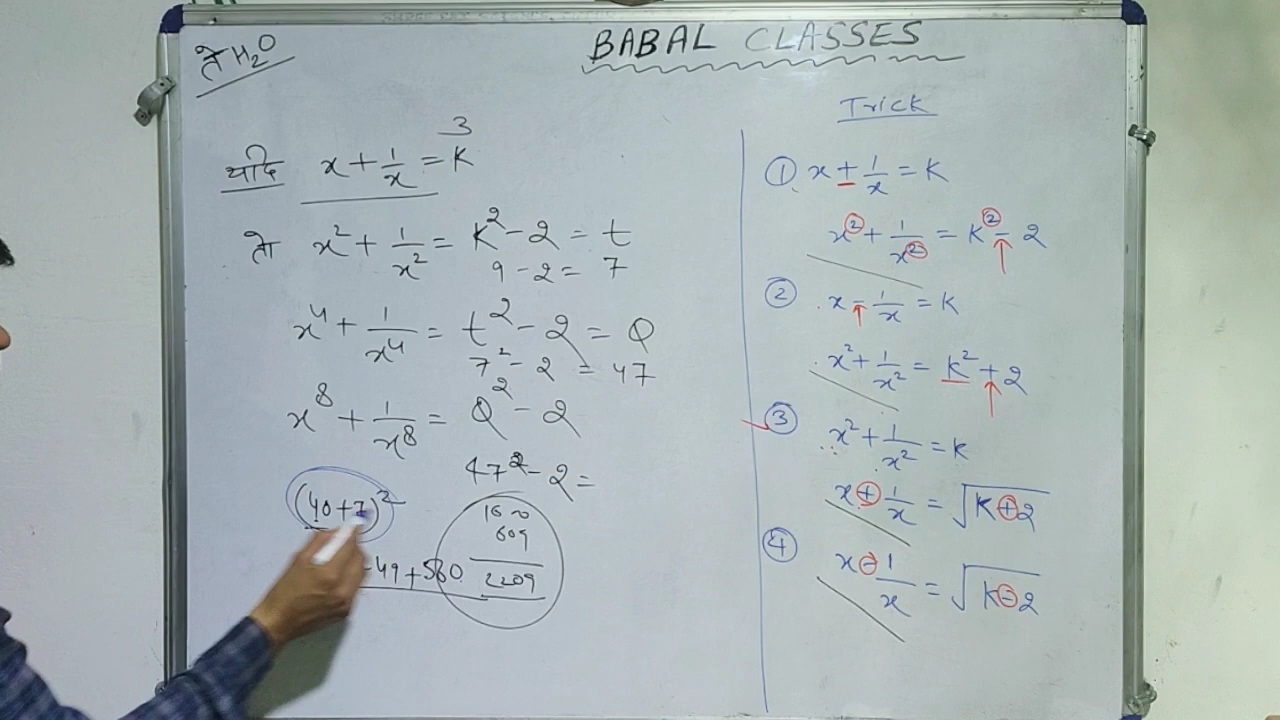 BABAL CLASSES
H₂O
यदि x + 1/x = K
3
तो x² + 1/x² = K² - 2 = t
9 - 2 = 7
x⁴ + 1/x⁴ = t² - 2 = Q
7² - 2 = 47
x⁸ + 1/x⁸ = Q² - 2
47² - 2 =
(40+7)²
49 + 560
1600
609
2209
Trick
① x + 1/x = K
x² + 1/x² = K² - 2
② x - 1/x = K
x² + 1/x² = K² + 2
③ x² + 1/x² = K
x + 1/x = √K+2
④ x - 1/x = √K-2